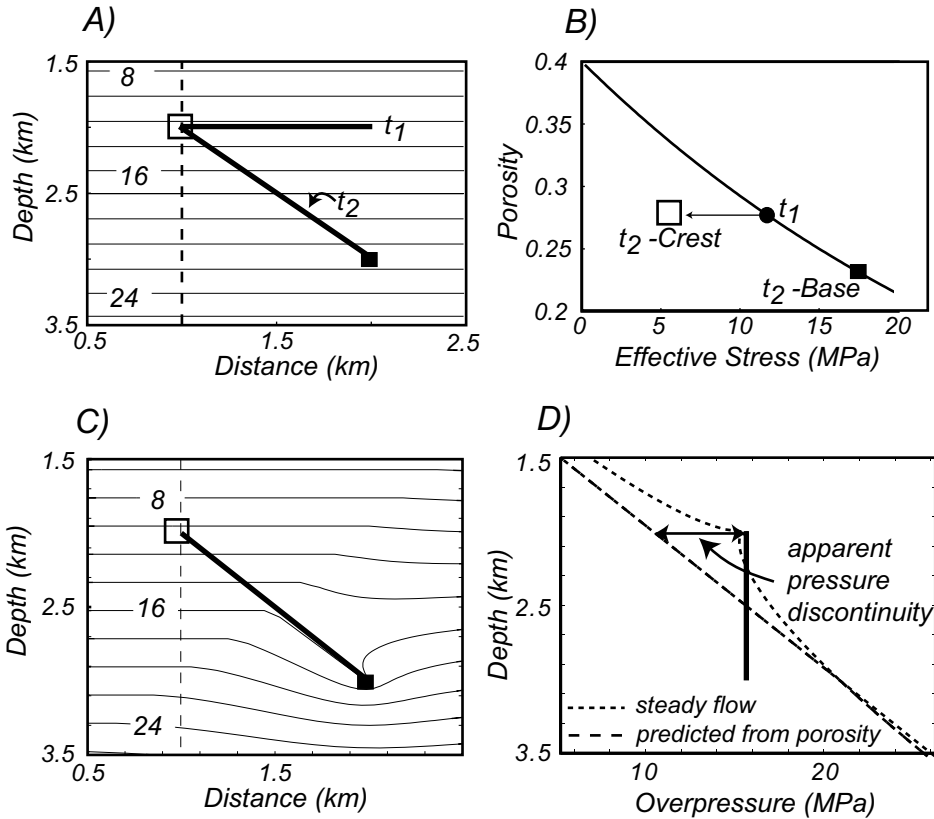 A)
1.5
8
t1
16
2.5
t2
24
3.5
0.5
1.5
2.5
Depth (km)
Distance (km)
B)
0.4
0.35
0.3
0.25
0.2
t1
t2 -Crest
t2 -Base
0
5
10
15
20
Porosity
Effective Stress (MPa)
C)
1.5
8
16
2.5
24
3.5
0.5
1.5
Depth (km)
Distance (km)
D)
1.5
2.5
3.5
apparent
pressure
discontinuity
steady flow
predicted from porosity
10
20
Depth (km)
Overpressure (MPa)